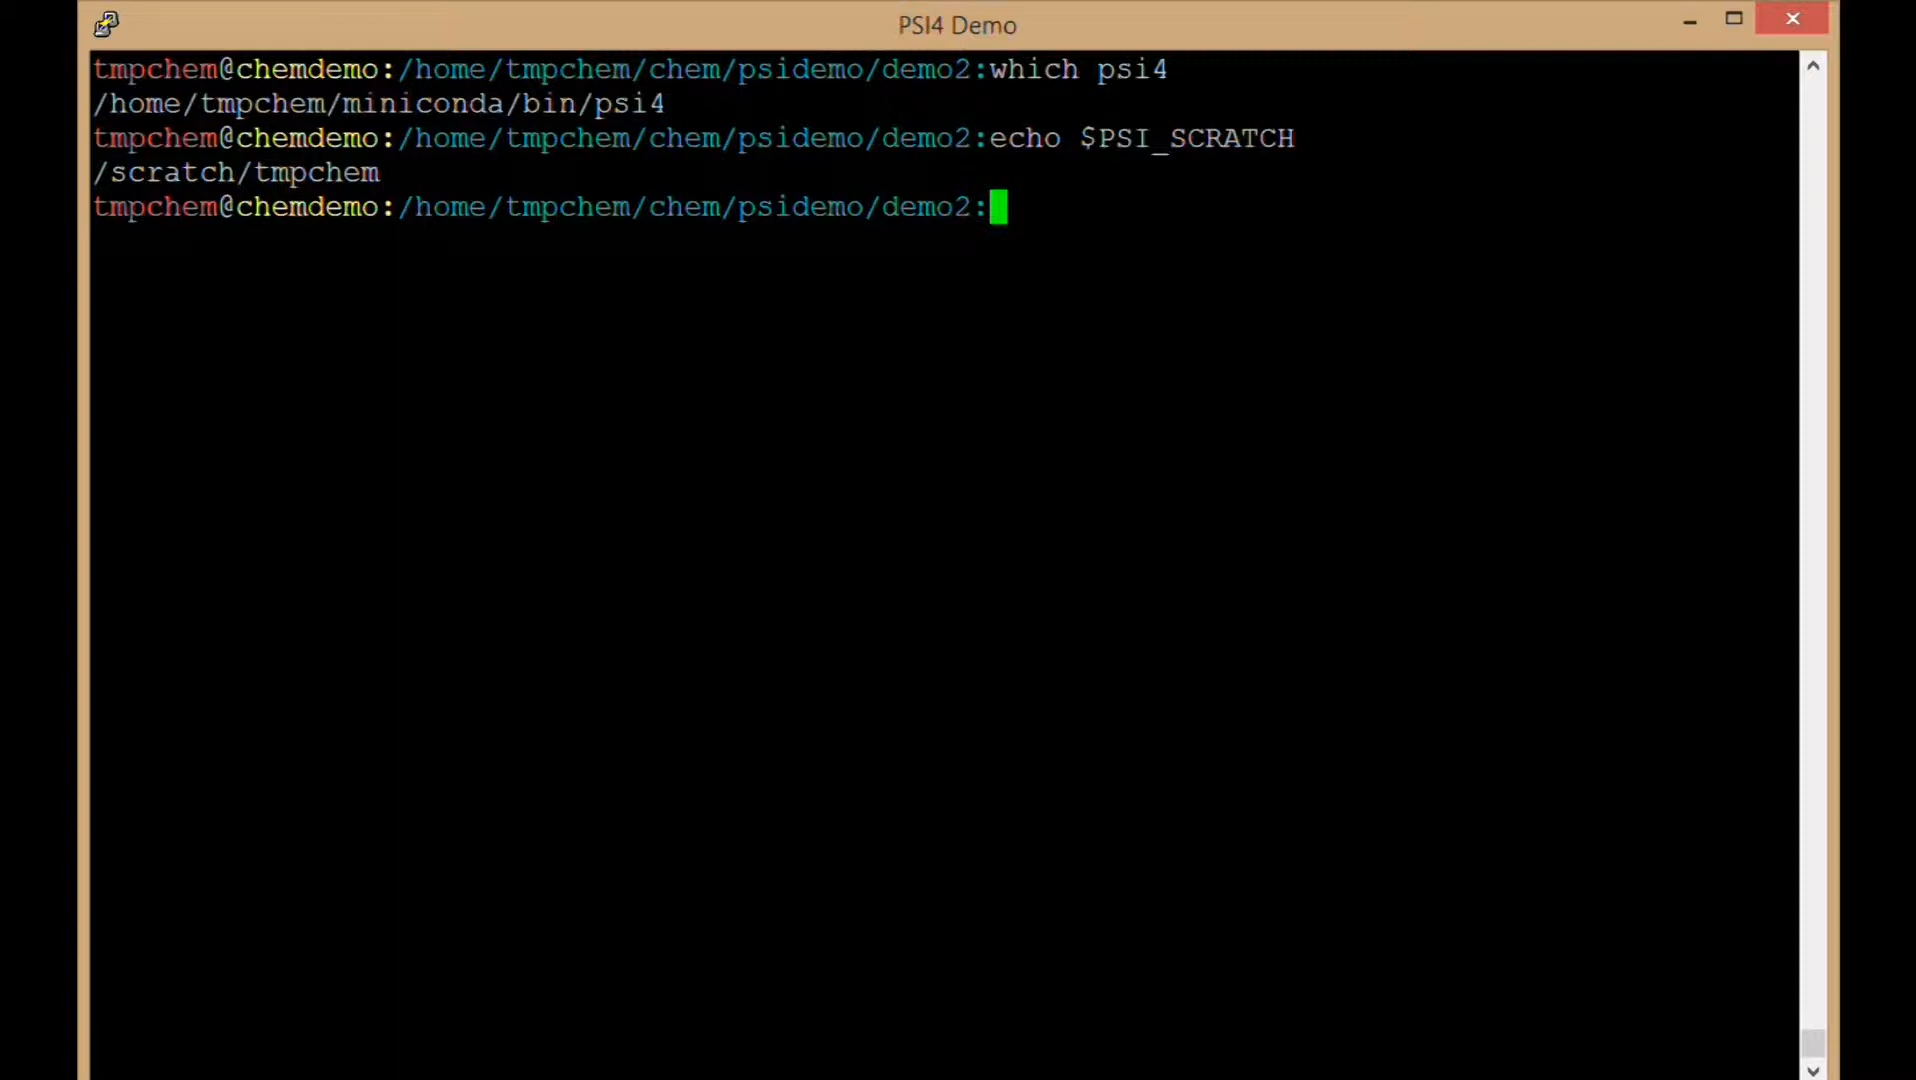 PSI4 Demo
tmpchem@chemdemo:/home/tmpchem/chem/psidemo/demo2:which psi4
/home/tmpchem/miniconda/bin/psi4
tmpchem@chemdemo:/home/tmpchem/chem/psidemo/demo2:echo $PSI_SCRATCH
/scratch/tmpchem
tmpchem@chemdemo:/home/tmpchem/chem/psidemo/demo2: